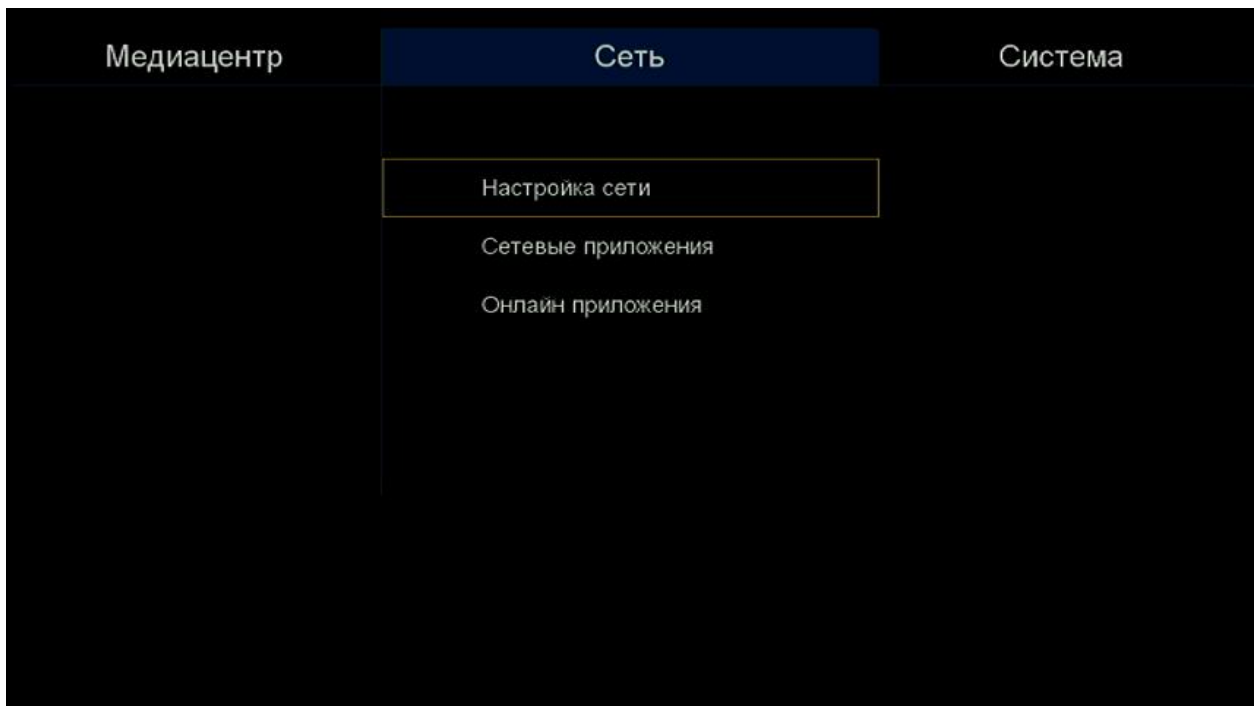 Медиацентр Сеть Система
Настройка сети
Сетевые приложения
Онлайн приложения